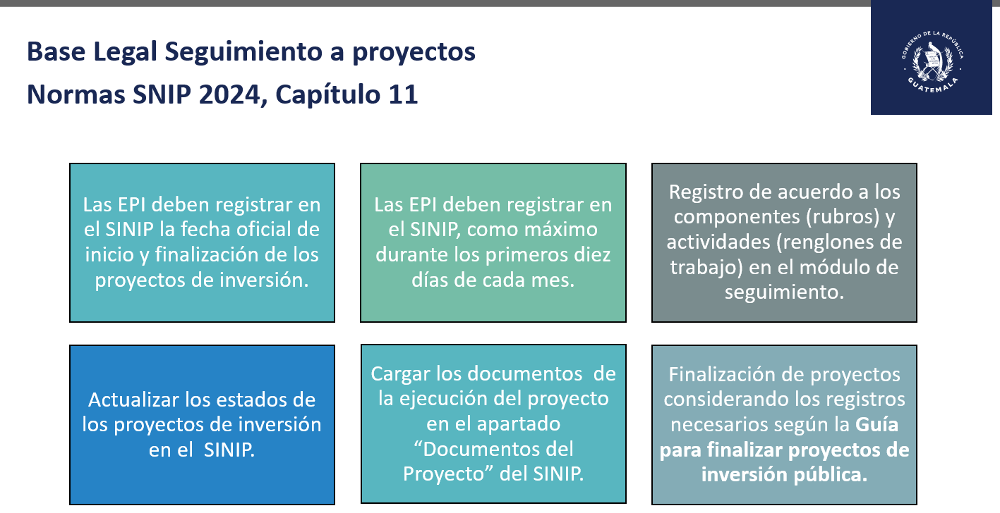 Base Legal Seguimiento a proyectos
Normas SNIP 2024, Capítulo 11
GOBIERNO DE LA REPÚBLICA
GUATEMALA
Las EPI deben registrar en
el SINIP la fecha oficial de
inicio y finalización de los
proyectos de inversión.
Las EPI deben registrar en
el SINIP, como máximo
durante los primeros diez
días de cada mes.
Registro de acuerdo a los
componentes (rubros) y
actividades (renglones de
trabajo) en el módulo de
seguimiento.
Actualizar los estados de
los proyectos de inversión
en el  SINIP.
Cargar los documentos  de
la ejecución del proyecto
en el apartado
“Documentos del
Proyecto” del SINIP.
Finalización de proyectos
considerando los registros
necesarios según la Guía
para finalizar proyectos de
inversión pública.